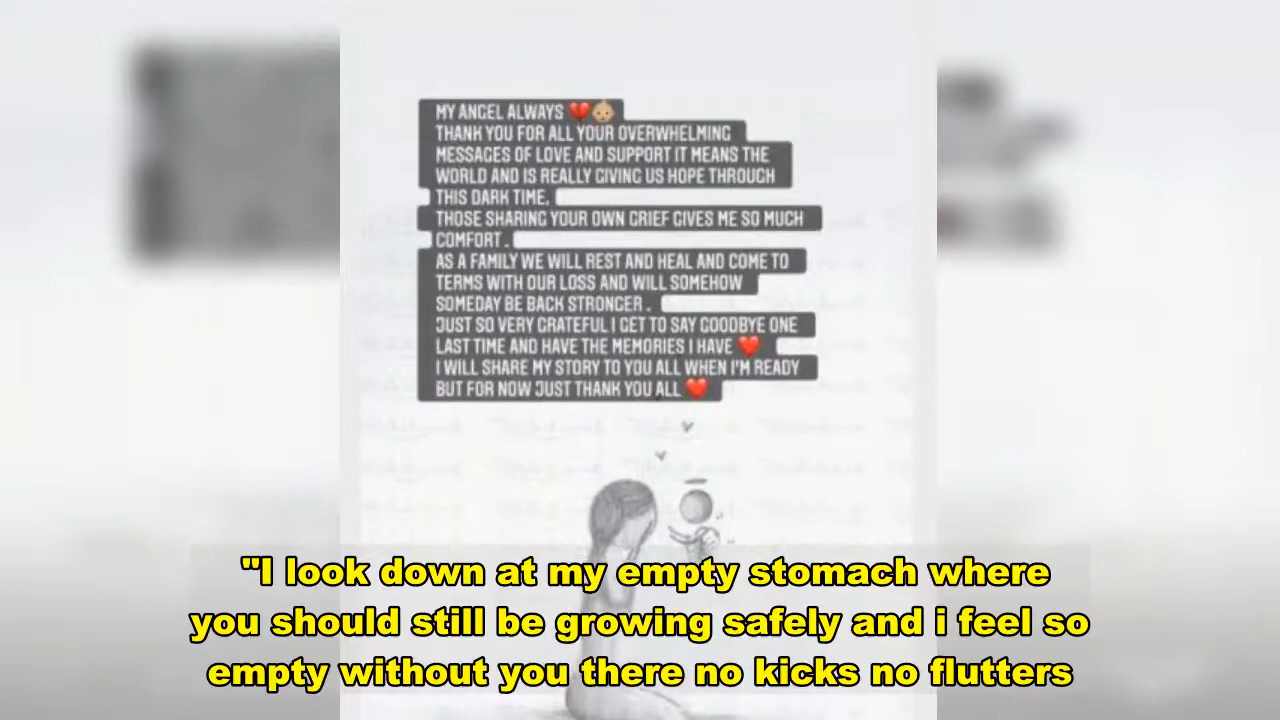 MY ANGEL ALWAYS 💔👶🏼
THANK YOU FOR ALL YOUR OVERWHELMING
MESSAGES OF LOVE AND SUPPORT IT MEANS THE
WORLD AND IS REALLY GIVING US HOPE THROUGH
THIS DARK TIME.
THOSE SHARING YOUR OWN GRIEF GIVES ME SO MUCH
COMFORT .
AS A FAMILY WE WILL REST AND HEAL AND COME TO
TERMS WITH OUR LOSS AND WILL SOMEHOW
SOMEDAY BE BACK STRONGER .
JUST SO VERY GRATEFUL I GET TO SAY GOODBYE ONE
LAST TIME AND HAVE THE MEMORIES I HAVE ❤️
I WILL SHARE MY STORY TO YOU ALL WHEN I'M READY
BUT FOR NOW JUST THANK YOU ALL ❤️
"I look down at my empty stomach where
you should still be growing safely and i feel so
empty without you there no kicks no flutters